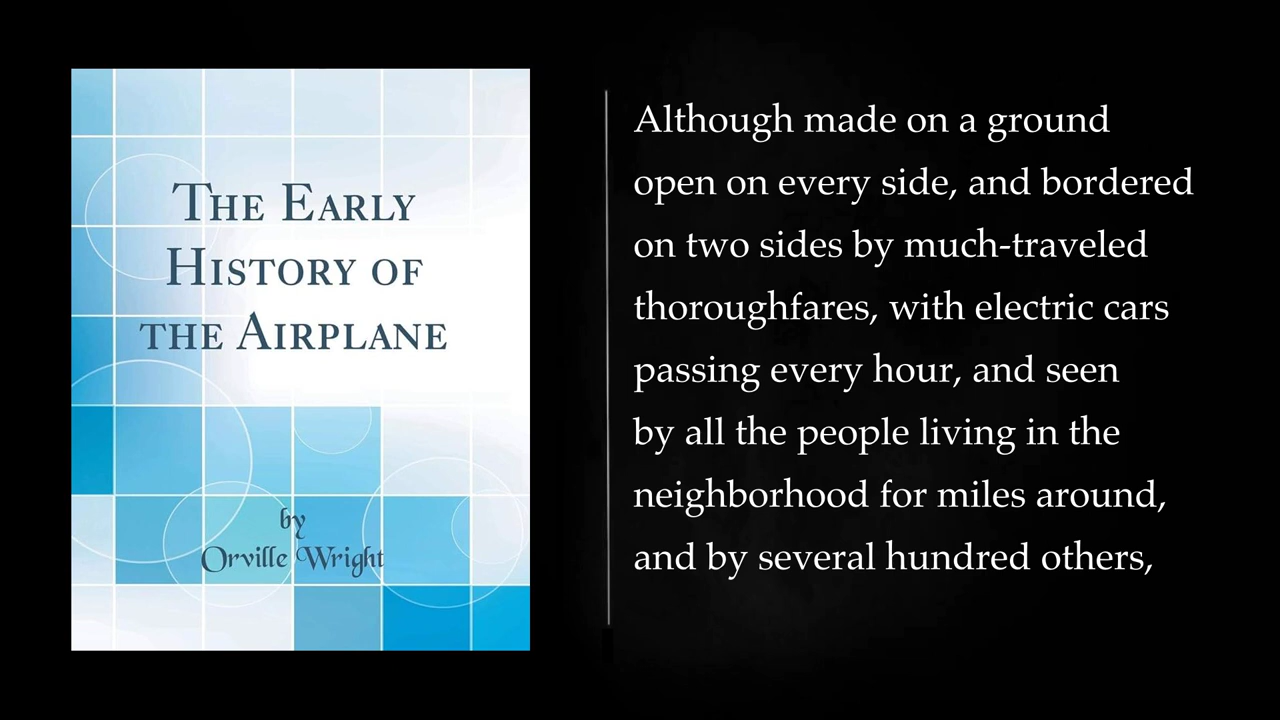 The Early
History of
the Airplane
by
Orville Wright
Although made on a ground
open on every side, and bordered
on two sides by much-traveled
thoroughfares, with electric cars
passing every hour, and seen
by all the people living in the
neighborhood for miles around,
and by several hundred others,